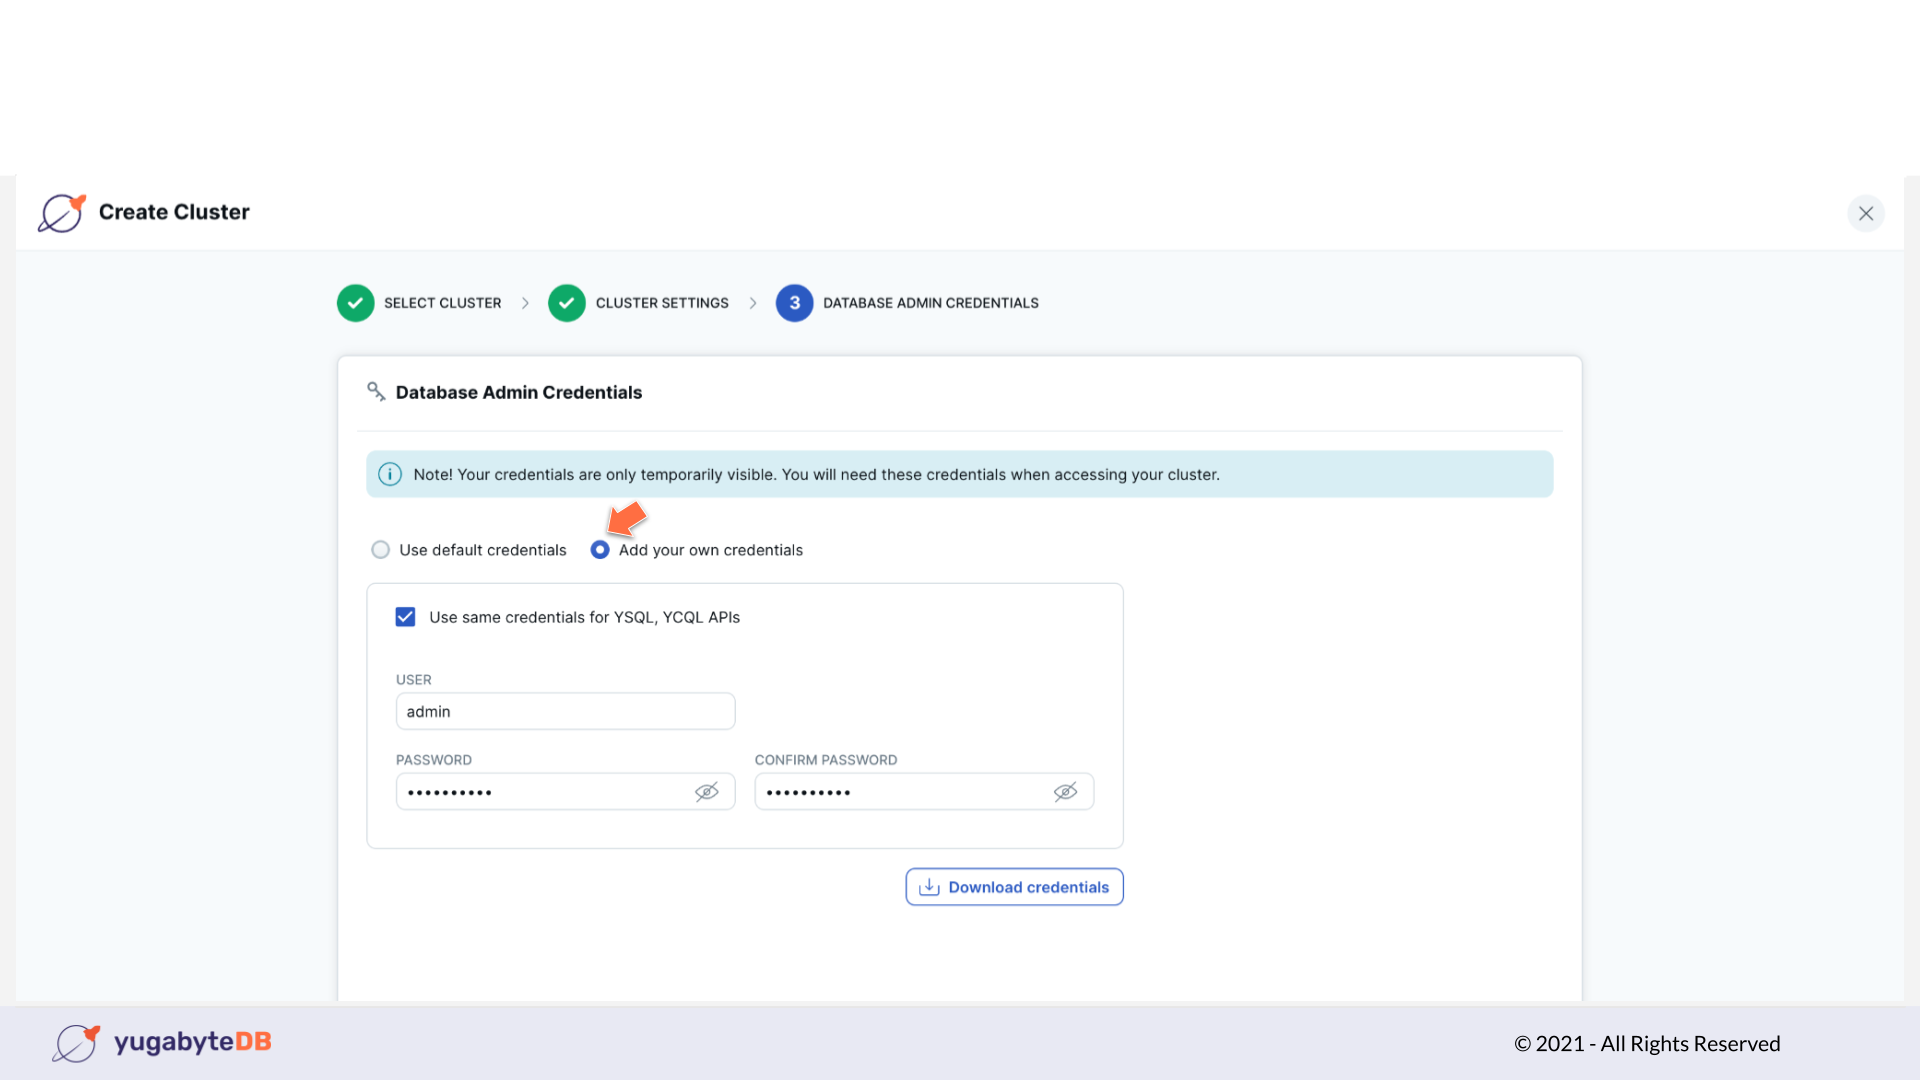 Create Cluster
SELECT CLUSTER > CLUSTER SETTINGS > 3 DATABASE ADMIN CREDENTIALS
Database Admin Credentials
Note! Your credentials are only temporarily visible. You will need these credentials when accessing your cluster.
Use default credentials Add your own credentials
Use same credentials for YSQL, YCQL APIs
USER
admin
PASSWORD CONFIRM PASSWORD
•••••••••• ••••••••••
Download credentials
yugabyteDB © 2021 - All Rights Reserved